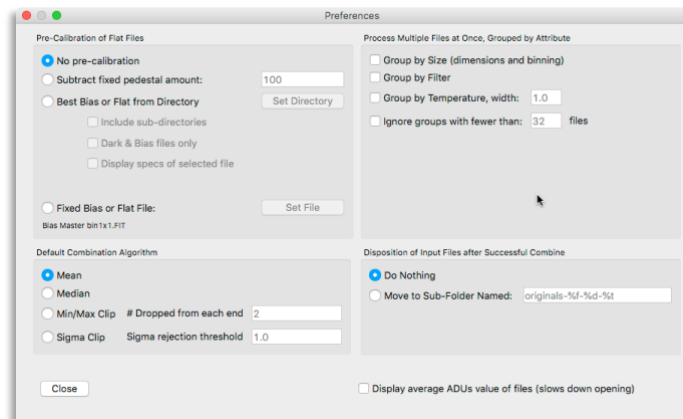 Preferences
Pre-Calibration of Flat Files
No pre-calibration
Subtract fixed pedestal amount: 100
Best Bias or Flat from Directory Set Directory
Include sub-directories
Dark & Bias files only
Display specs of selected file
Fixed Bias or Flat File: Set File
Bias Master bin1x1.FIT
Process Multiple Files at Once, Grouped by Attribute
Group by Size (dimensions and binning)
Group by Filter
Group by Temperature, width: 1.0
Ignore groups with fewer than: 32 files
Default Combination Algorithm
Mean
Median
Min/Max Clip # Dropped from each end 2
Sigma Clip Sigma rejection threshold 1.0
Disposition of Input Files after Successful Combine
Do Nothing
Move to Sub-Folder Named: originals-%f-%d-%t
Close
Display average ADUs value of files (slows down opening)